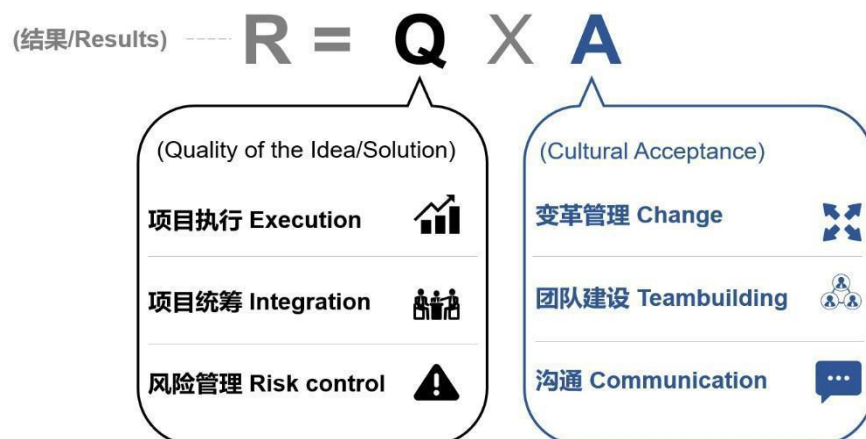 (结果/Results) R = Q X A
(Quality of the Idea/Solution)
项目执行 Execution
项目统筹 Integration
风险管理 Risk control
(Cultural Acceptance)
变革管理 Change
团队建设 Teambuilding
沟通 Communication